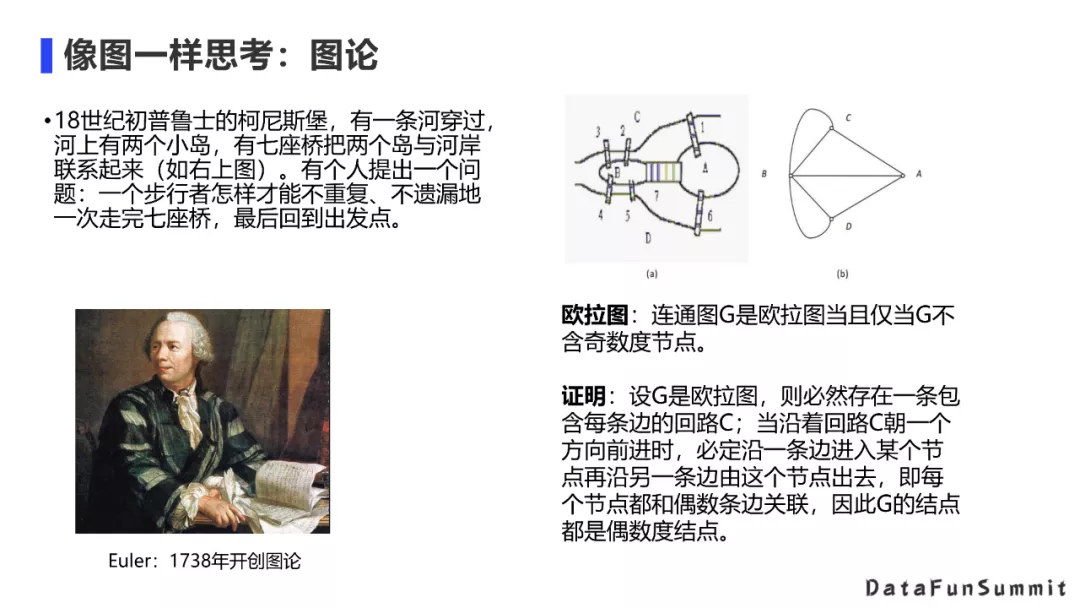 像图一样思考：图论
•18世纪初普鲁士的柯尼斯堡，有一条河穿过，
河上有两个小岛，有七座桥把两个岛与河岸
联系起来（如右上图）。有个人提出一个问
题：一个步行者怎样才能不重复、不遗漏地
一次走完七座桥，最后回到出发点。
C
3
2
1
B
A
7
4
5
6
D
(a)
C
B
A
D
(b)
欧拉图：连通图G是欧拉图当且仅当G不
含奇数度节点。
证明：设G是欧拉图，则必然存在一条包
含每条边的回路C；当沿着回路C朝一个
方向前进时，必定沿一条边进入某个节
点再沿另一条边由这个节点出去，即每
个节点都和偶数条边关联，因此G的结点
都是偶数度结点。
Euler：1738年开创图论
DataFunSummit